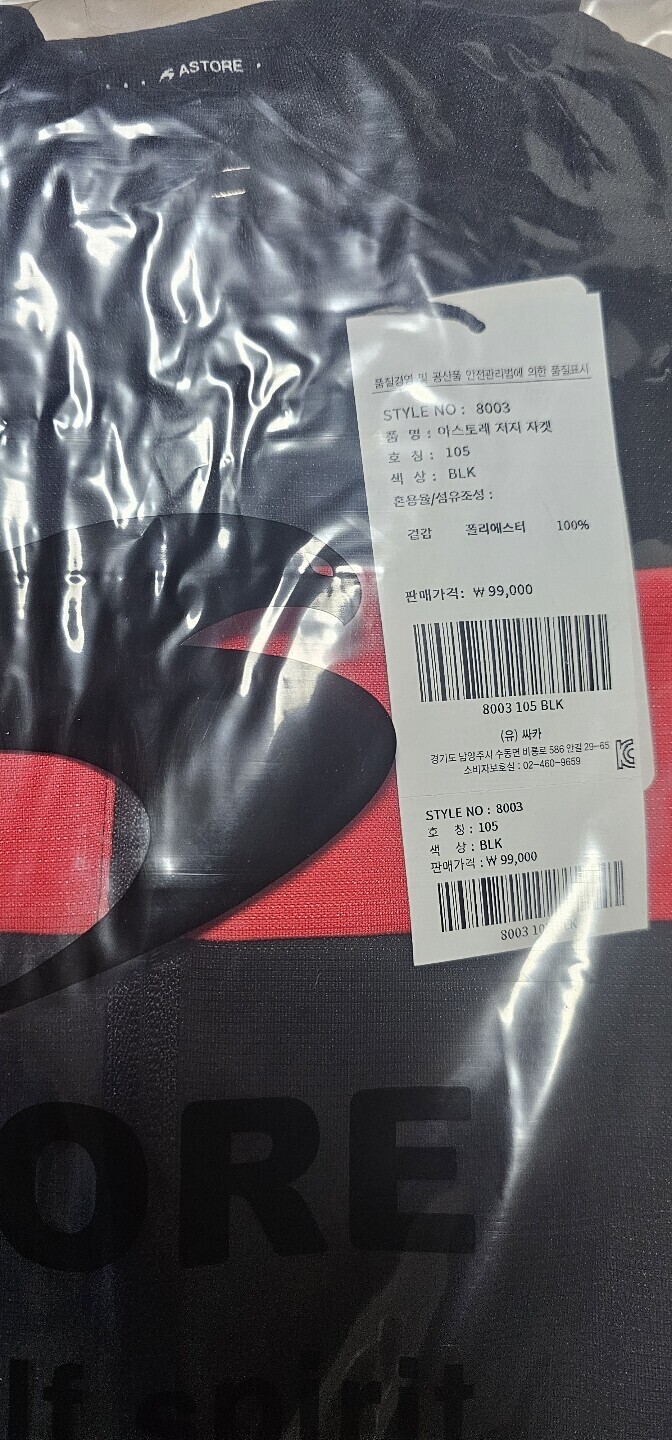 ASTORE
품질경영 및 공산품 안전관리법에 의한 품질표시
STYLE NO : 8003
품 명 : 아스토레 저지 자켓
호 칭 : 105
색 상 : BLK
혼용율/섬유조성 :
겉감 폴리에스터 100%
판매가격: ₩ 99,000
8003 105 BLK
(유) 싸카
경기도 남양주시 수동면 비룡로 586 안길 29-65
소비자보호실 : 02-460-9659
STYLE NO : 8003
호 칭 : 105
색 상 : BLK
판매가격 : ₩ 99,000
8003 10 LK
ORE
lf spirit